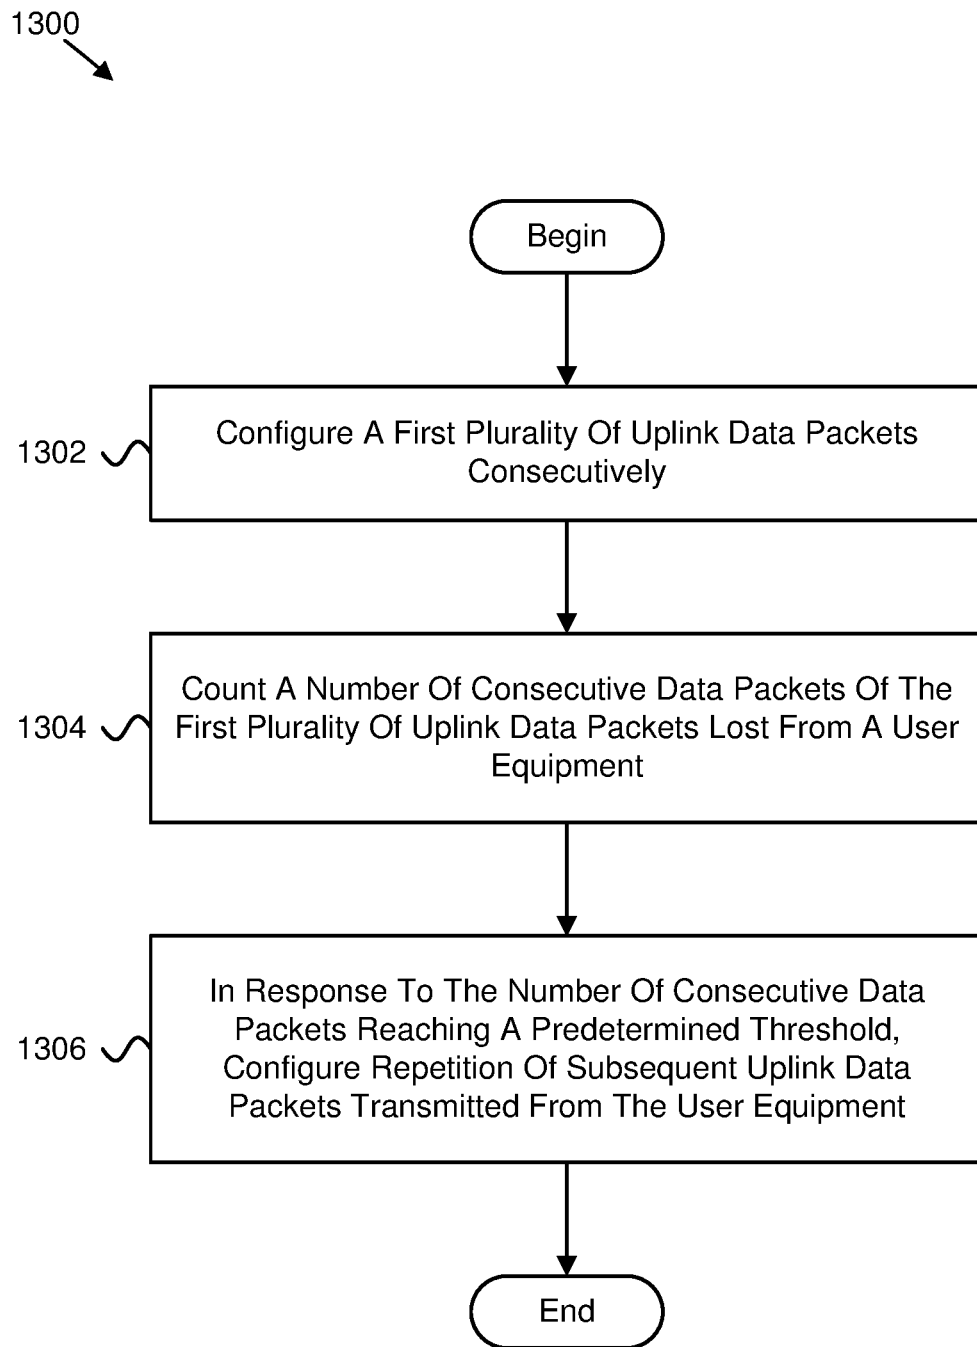 1300
Begin
1302
Configure A First Plurality Of Uplink Data Packets
Consecutively
1304
Count A Number Of Consecutive Data Packets Of The
First Plurality Of Uplink Data Packets Lost From A User
Equipment
1306
In Response To The Number Of Consecutive Data
Packets Reaching A Predetermined Threshold,
Configure Repetition Of Subsequent Uplink Data
Packets Transmitted From The User Equipment
End